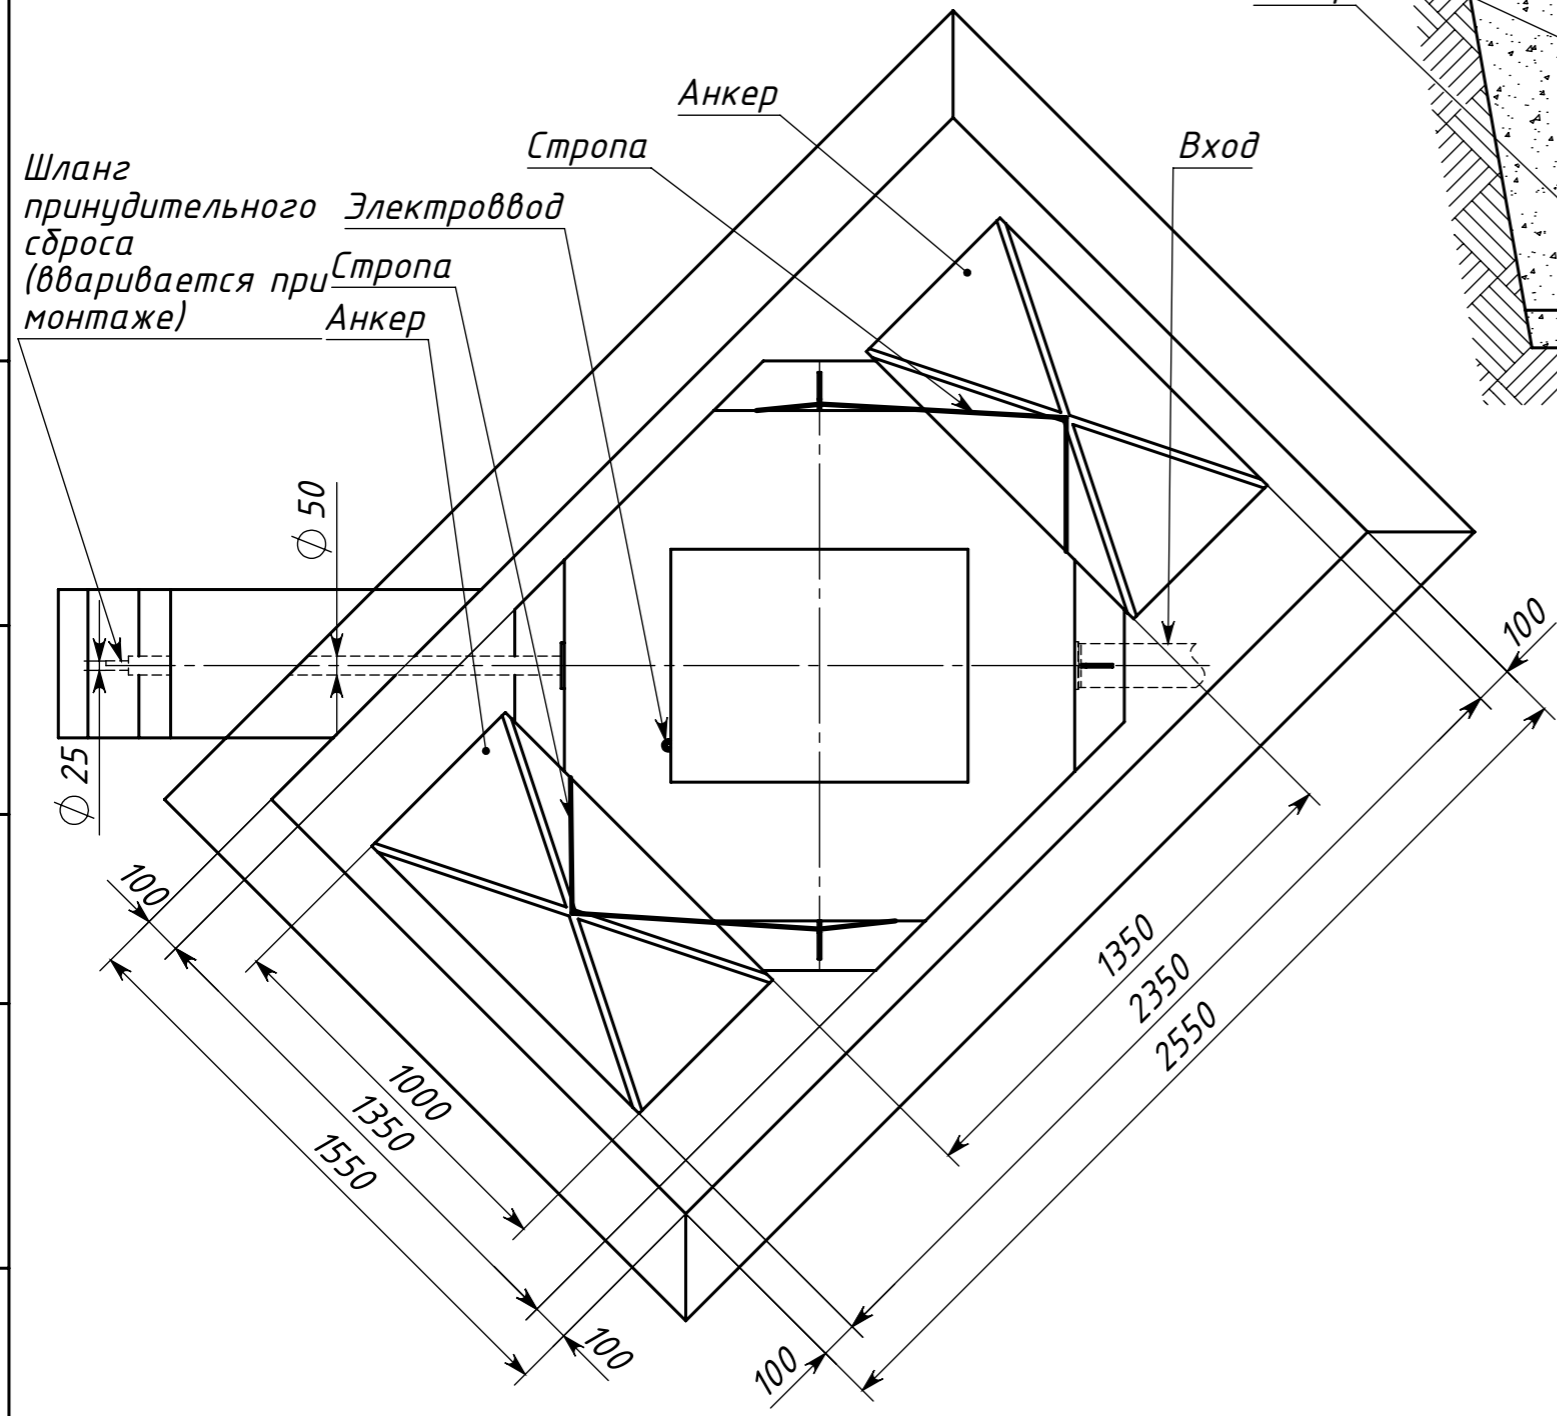 Анкер
Стропа
Вход
Шланг
принудительного
сброса
(вваривается при
монтаже)
Электроввод
Стропа
Анкер
⌀ 50
⌀ 25
100
100
1350
2350
2550
1000
1350
1550
100
100